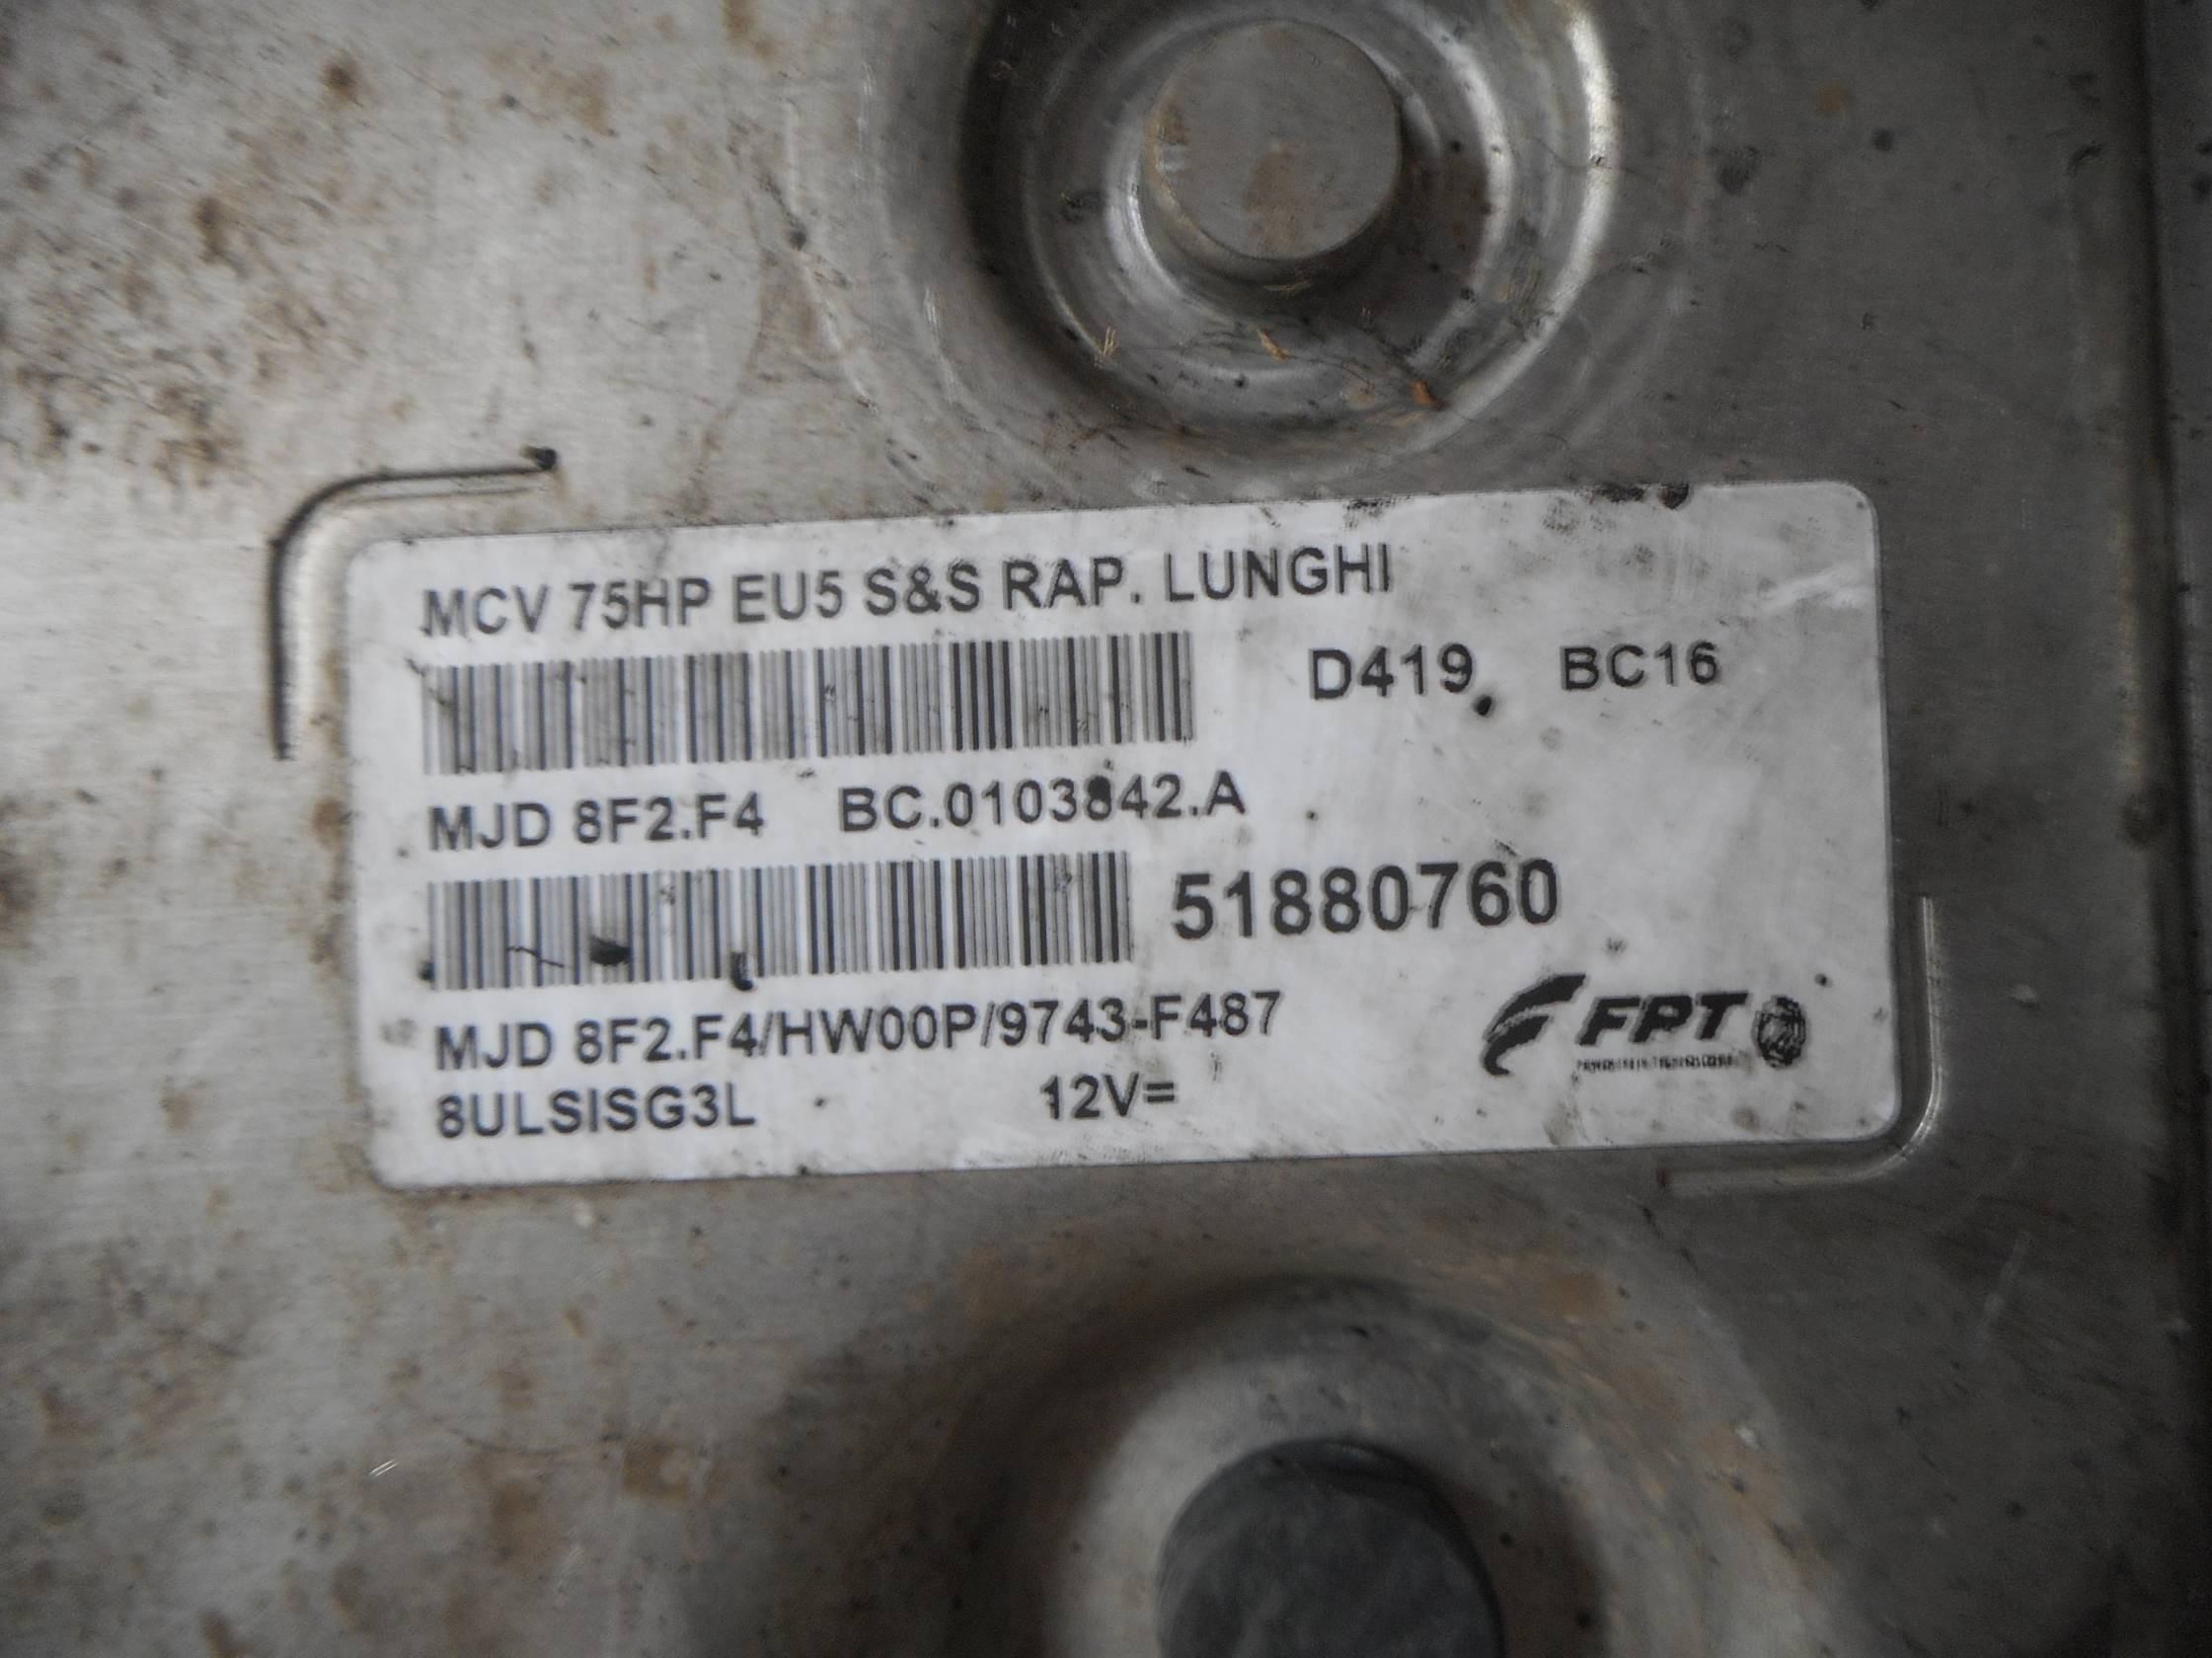 MCV 75HP EU5 S&S RAP. LUNGHI
D419 BC16
MJD 8F2.F4 BC.0103842.A
51880760
MJD 8F2.F4/HW00P/9743-F487
FPT
8ULSISG3L 12V=